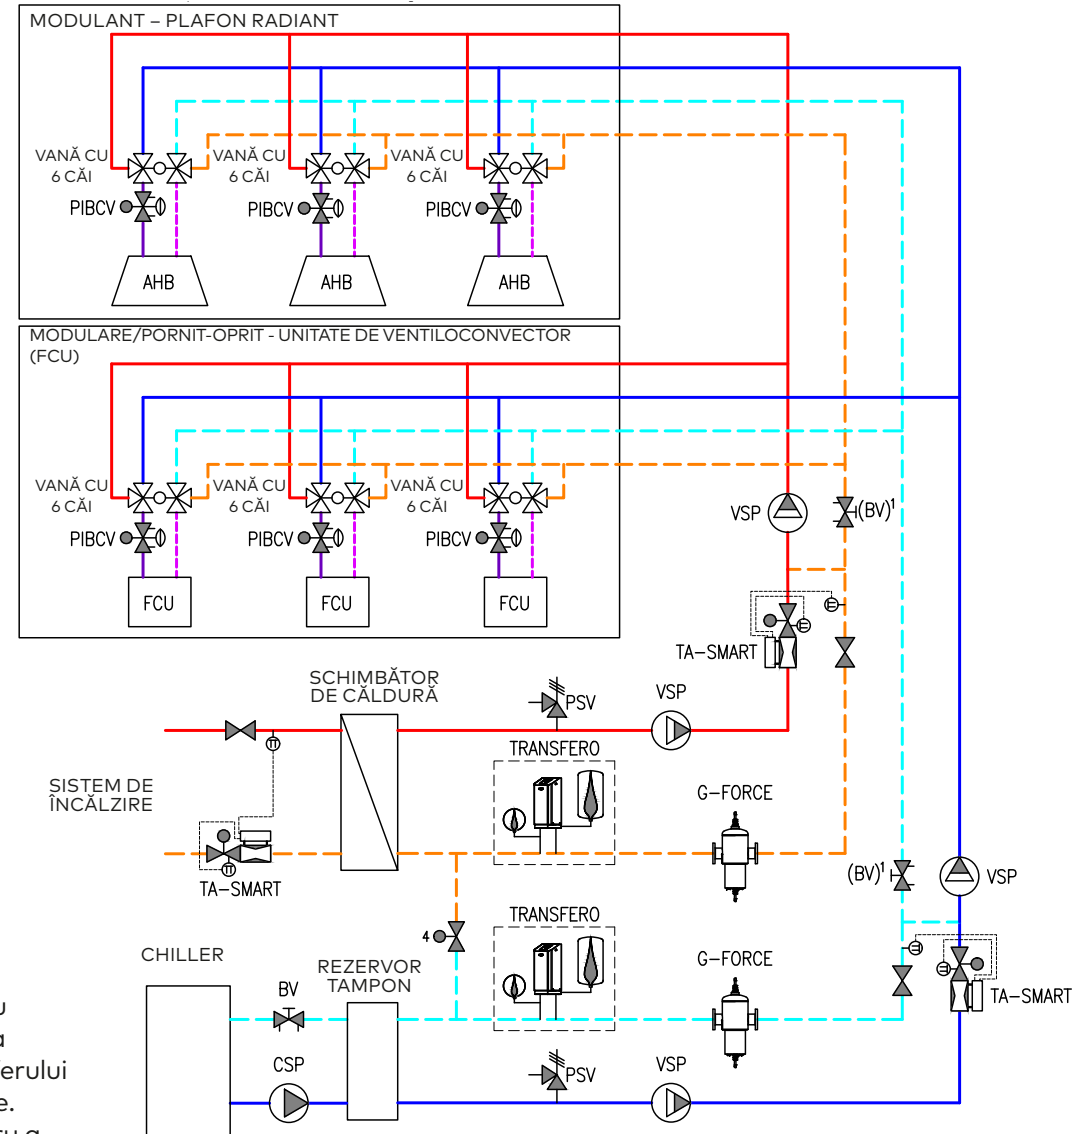 MODULANT – PLAFON RADIANT
VANĂ CU
6 CĂI
VANĂ CU
6 CĂI
VANĂ CU
6 CĂI
PIBCV
PIBCV
PIBCV
AHB
AHB
AHB
MODULARE/PORNIT-OPRIT - UNITATE DE VENTILOCONVECTOR
(FCU)
VANĂ CU
6 CĂI
VANĂ CU
6 CĂI
VANĂ CU
6 CĂI
PIBCV
PIBCV
PIBCV
FCU
FCU
FCU
VSP
(BV)¹
TA-SMART
SCHIMBĂTOR
DE CĂLDURĂ
PSV
VSP
TRANSFERO
SISTEM DE
ÎNCĂLZIRE
G-FORCE
TA-SMART
(BV)¹
VSP
4
TRANSFERO
CHILLER
REZERVOR
TAMPON
G-FORCE
BV
TA-SMART
CSP
PSV
VSP
erului
e.